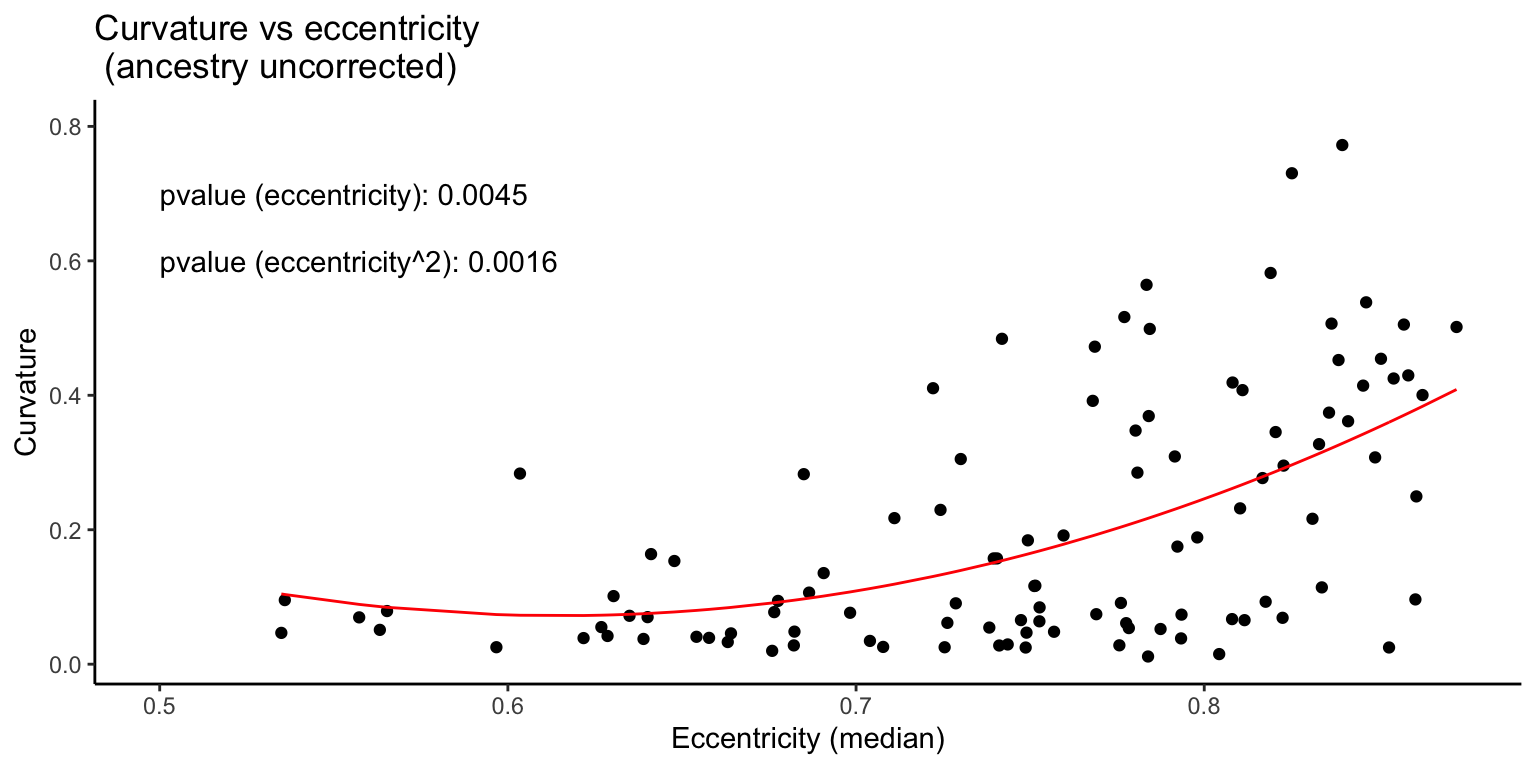 Curvature vs eccentricity
(ancestry uncorrected)
0.8
pvalue (eccentricity): 0.0045
0.6
pvalue (eccentricity^2): 0.0016
Curvature
0.4
0.2
0.0
0.5
0.6
0.7
0.8
Eccentricity (median)